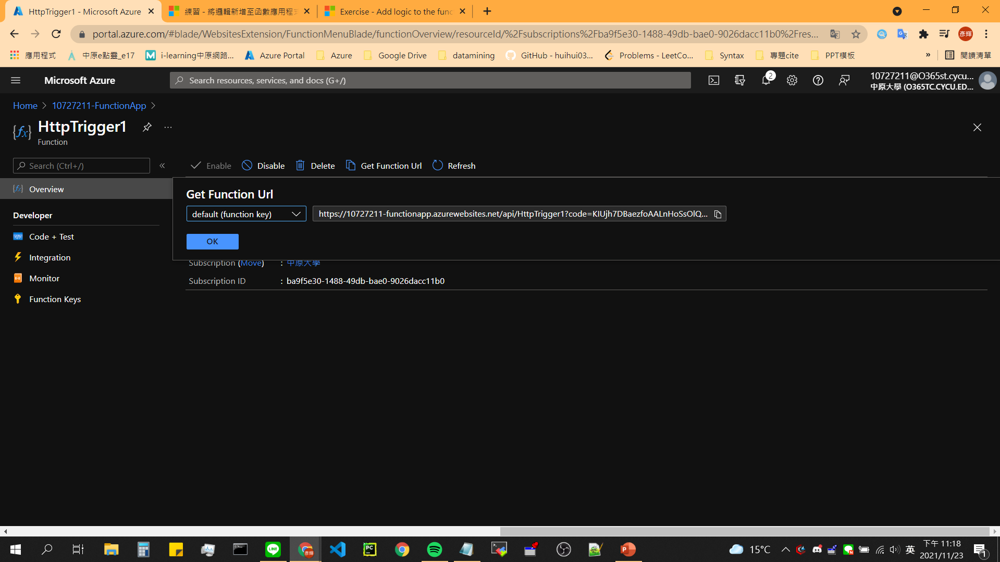 HttpTrigger1 - Microsoft Azure
練習 - 將邏輯新增至函數應用程式
Exercise - Add logic to the func
portal.azure.com/#blade/WebsitesExtension/FunctionMenuBlade/functionOverview/resourceId/%2Fsubscriptions%2Fba9f5e30-1488-49db-bae0-9026dacc11b0%2Fres...
彥輝
應用程式
中原e點靈_e17
i-learning中原網路...
Azure Portal
Azure
Google Drive
datamining
GitHub - huihui03...
Problems - LeetCo...
Syntax
專題cite
PPT模板
»
閱讀清單
Microsoft Azure
Search resources, services, and docs (G+/)
2
10727211@O365st.cycu...
中原大學 (O365TC.CYCU.ED...
Home > 10727211-FunctionApp >
HttpTrigger1
Function
Search (Ctrl+/)
«
Enable
Disable
Delete
Get Function Url
Refresh
Overview
Get Function Url
default (function key)
https://10727211-functionapp.azurewebsites.net/api/HttpTrigger1?code=KIUjh7DBaezfoAALnHoSsOlQ...
OK
Developer
Code + Test
Integration
Monitor
Function Keys
Subscription (Move) : 中原大學
Subscription ID : ba9f5e30-1488-49db-bae0-9026dacc11b0
LINE
PC
15°C
英
下午 11:18
2021/11/23
1